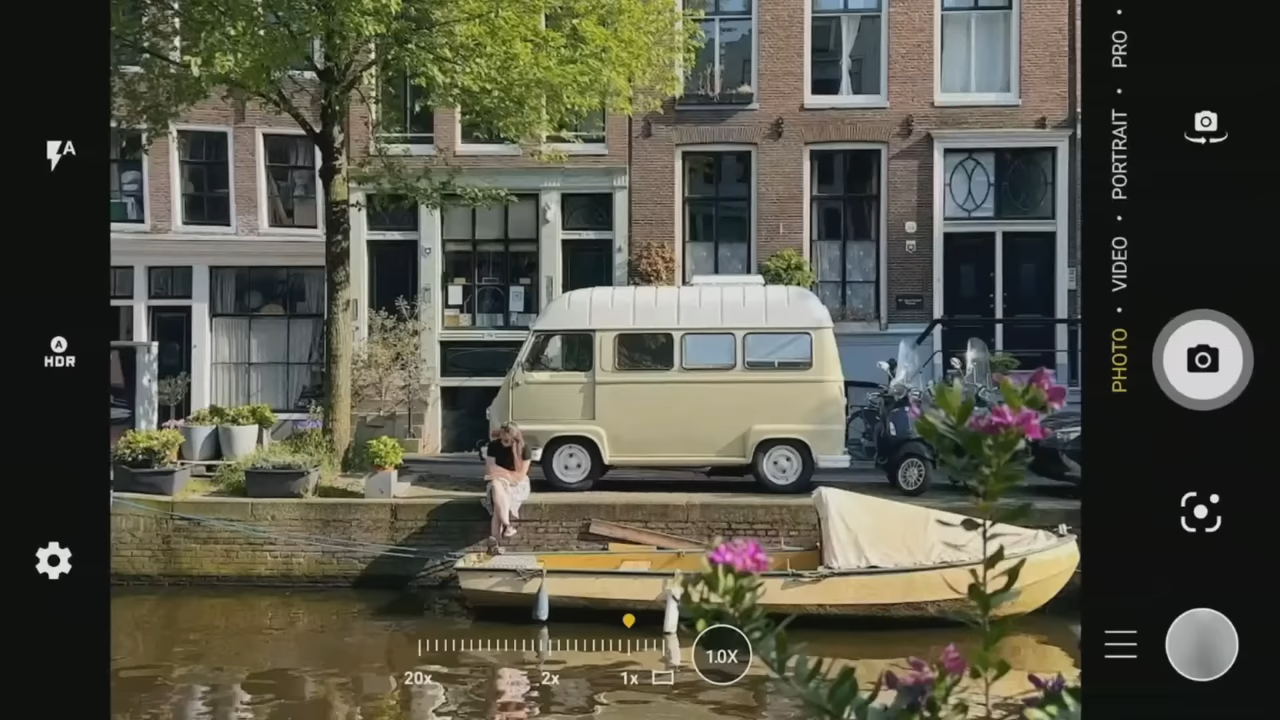 A
A
HDR
20x
2x
1x
1.0X
PHOTO • VIDEO • PORTRAIT • PRO •